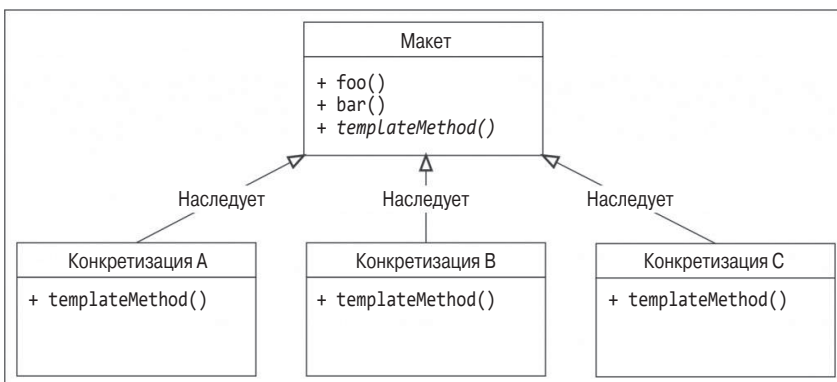 Макет
+ foo()
+ bar()
+ templateMethod()
Наследует Наследует Наследует
Конкретизация A Конкретизация B Конкретизация C
+ templateMethod() + templateMethod() + templateMethod()